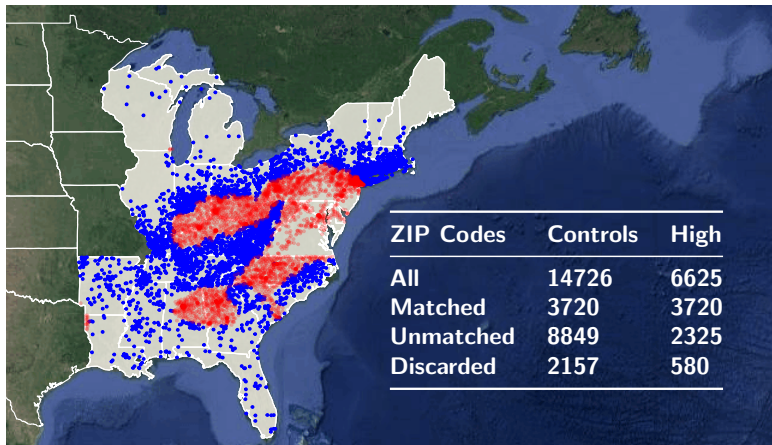 ZIP Codes Controls High
All 14726 6625
Matched 3720 3720
Unmatched 8849 2325
Discarded 2157 580